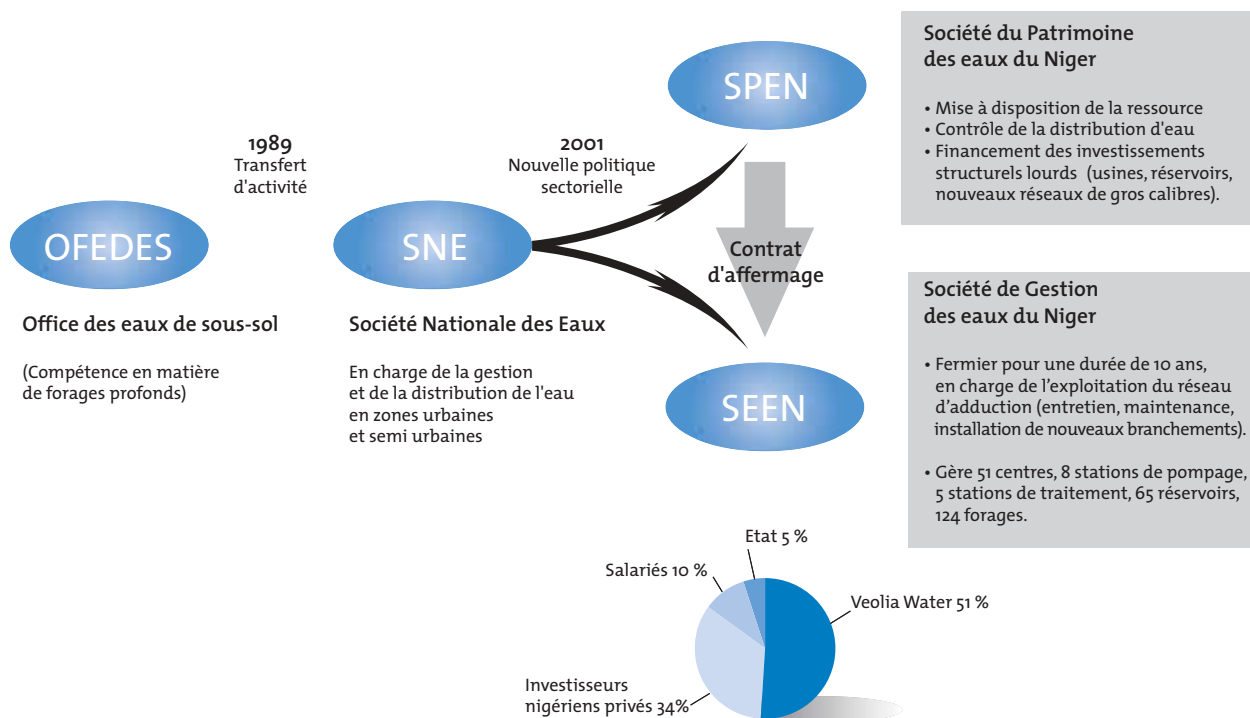 OFEDES
Office des eaux de sous-sol
(Compétence en matière
de forages profonds)
1989
Transfert
d'activité
SNE
Société Nationale des Eaux
En charge de la gestion
et de la distribution de l'eau
en zones urbaines
et semi urbaines
2001
Nouvelle politique
sectorielle
SPEN
Contrat
d'affermage
SEEN
Société du Patrimoine
des eaux du Niger
• Mise à disposition de la ressource
• Contrôle de la distribution d'eau
• Financement des investissements
structurels lourds (usines, réservoirs,
nouveaux réseaux de gros calibres).
Société de Gestion
des eaux du Niger
• Fermier pour une durée de 10 ans,
en charge de l’exploitation du réseau
d’adduction (entretien, maintenance,
installation de nouveaux branchements).
• Gère 51 centres, 8 stations de pompage,
5 stations de traitement, 65 réservoirs,
124 forages.
Etat 5 %
Salariés 10 %
Veolia Water 51 %
Investisseurs
nigériens privés 34%